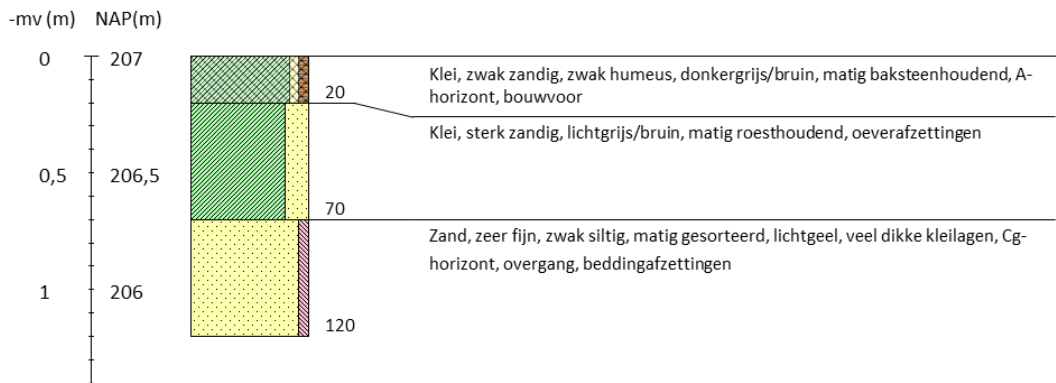 -mv (m) NAP(m)
0 207
Klei, zwak zandig, zwak humeus, donkergrijs/bruin, matig baksteenhoudend, A-
horizont, bouwvoor
20
Klei, sterk zandig, lichtgrijs/bruin, matig roesthoudend, oeverafzettingen
0,5 206,5
70
Zand, zeer fijn, zwak siltig, matig gesorteerd, lichtgeel, veel dikke kleilagen, Cg-
horizont, overgang, beddingafzettingen
1 206
120